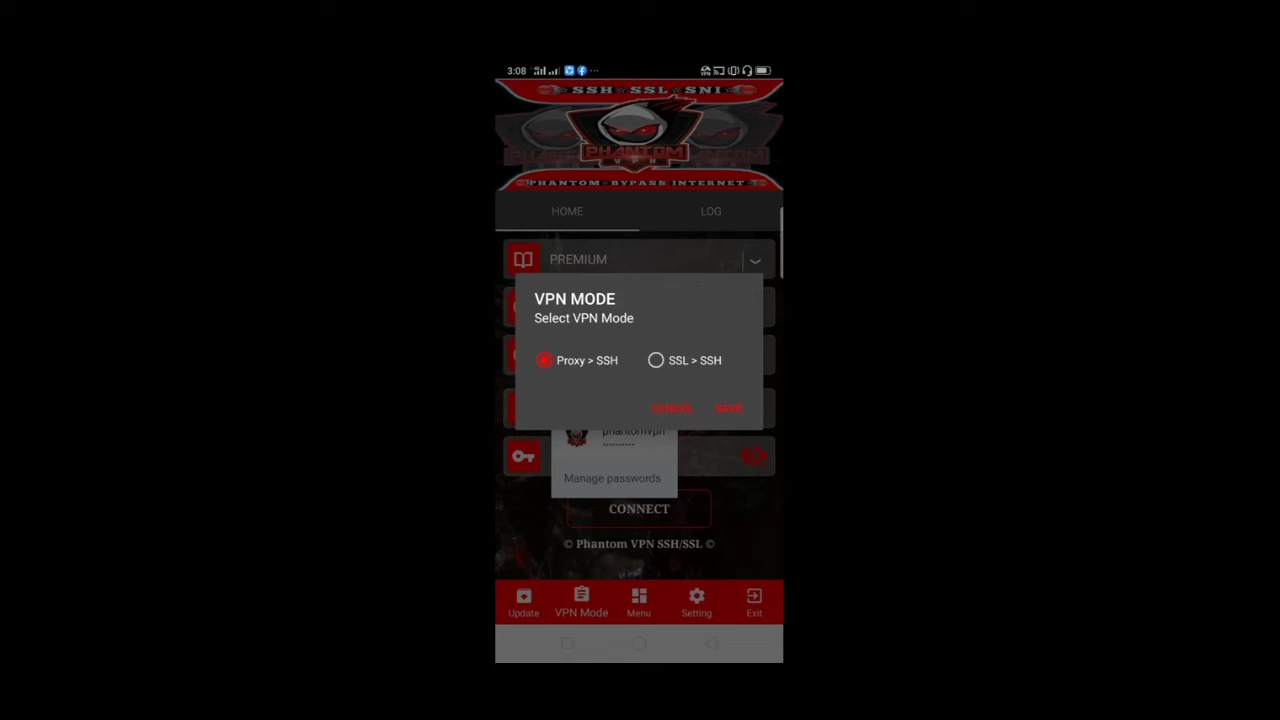 3:08
SSH SSL SNI
PHANTOM
VPN
PHANTOM BYPASS INTERNET
HOME
LOG
PREMIUM
VPN MODE
Select VPN Mode
Proxy > SSH
SSL > SSH
CANCEL
SAVE
phantomvpn
Manage passwords
CONNECT
© Phantom VPN SSH/SSL ©
Update
VPN Mode
Menu
Setting
Exit